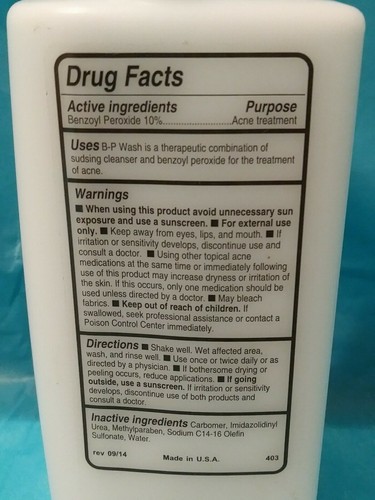 Drug Facts
Active ingredients Purpose
Benzoyl Peroxide 10%.......................Acne treatment
Uses B-P Wash is a therapeutic combination of
sudsing cleanser and benzoyl peroxide for the treatment
of acne.
Warnings
■ When using this product avoid unnecessary sun
exposure and use a sunscreen. ■ For external use
only. ■ Keep away from eyes, lips, and mouth. ■ If
irritation or sensitivity develops, discontinue use and
consult a doctor. ■ Using other topical acne
medications at the same time or immediately following
use of this product may increase dryness or irritation of
the skin. If this occurs, only one medication should be
used unless directed by a doctor. ■ May bleach
fabrics. ■ Keep out of reach of children. If
swallowed, seek professional assistance or contact a
Poison Control Center immediately.
Directions ■ Shake well. Wet affected area,
wash, and rinse well. ■ Use once or twice daily or as
directed by a physician. ■ If bothersome drying or
peeling occurs, reduce applications. ■ If going
outside, use a sunscreen. If irritation or sensitivity
develops, discontinue use of both products and
consult a doctor.
Inactive ingredients Carbomer, Imidazolidinyl
Urea, Methylparaben, Sodium C14-16 Olefin
Sulfonate, Water.
rev 09/14 Made in U.S.A. 403